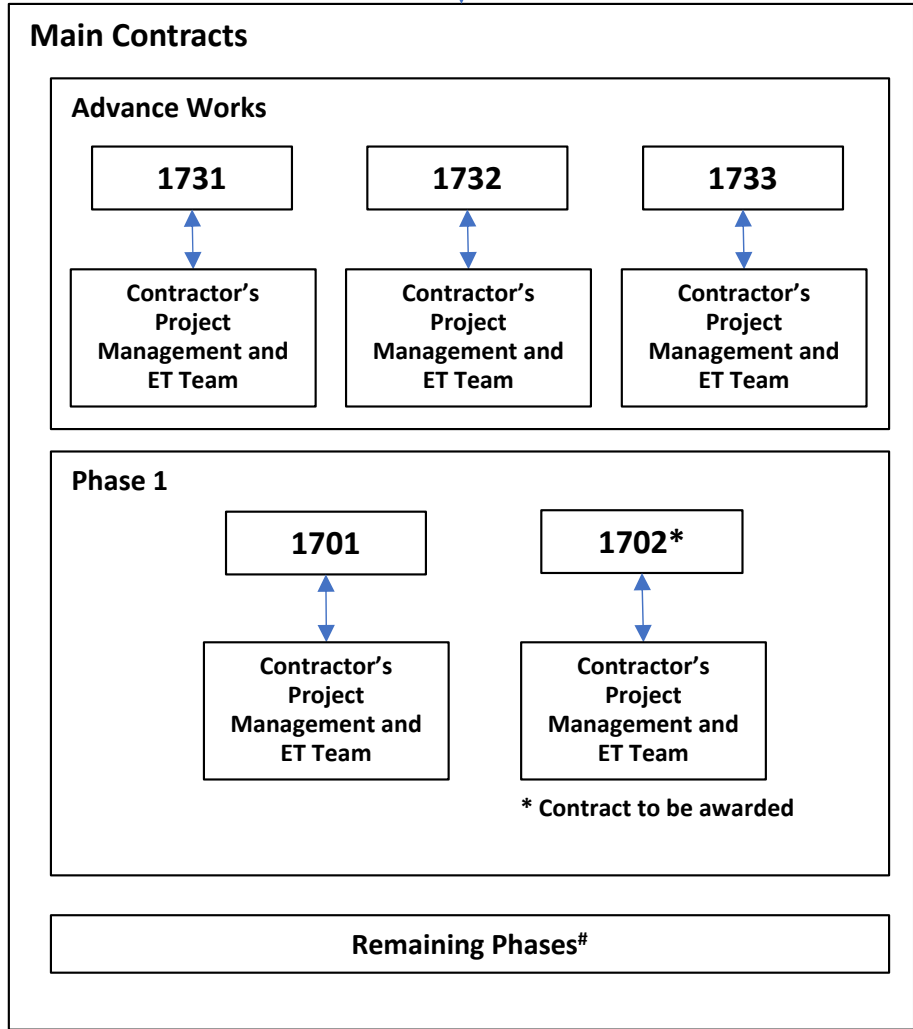 Main Contracts
Advance Works
1731
1732
1733
Contractor’s
Project
Management and
ET Team
Contractor’s
Project
Management and
ET Team
Contractor’s
Project
Management and
ET Team
Phase 1
1701
1702*
Contractor’s
Project
Management and
ET Team
Contractor’s
Project
Management and
ET Team
* Contract to be awarded
Remaining Phases#